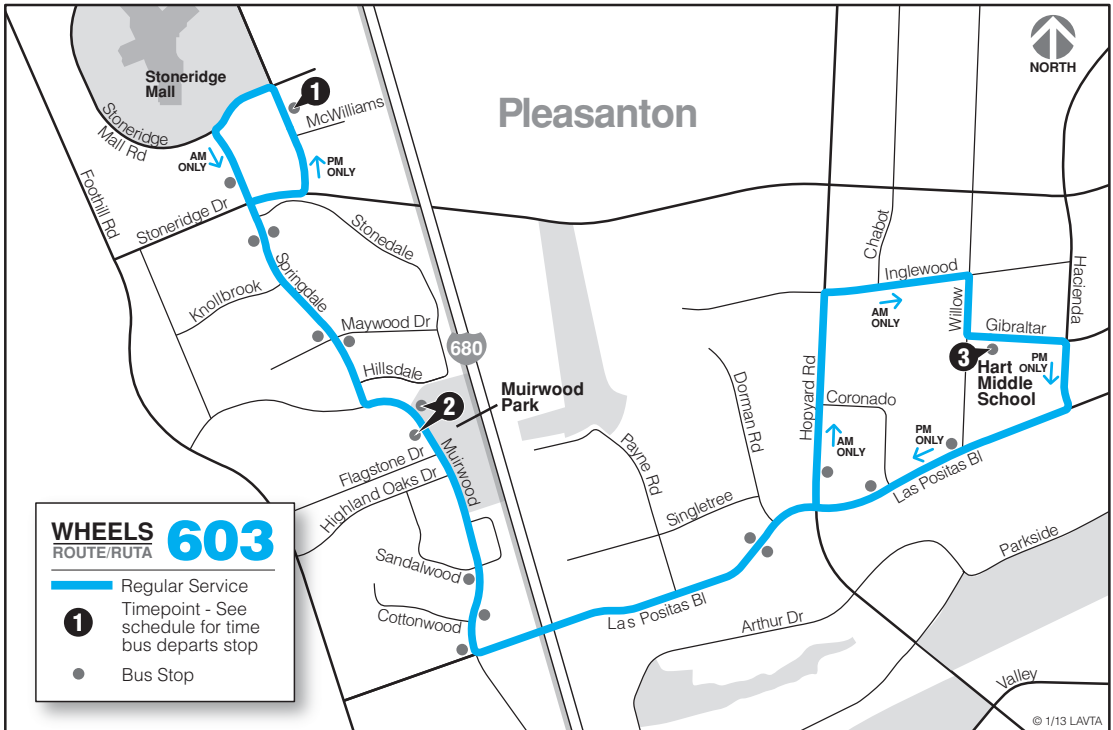 Stoneridge
Mall
1
McWilliams
Pleasanton
NORTH
Stoneridge
Mall Rd
AM
ONLY
PM
ONLY
Foothill Rd
Stoneridge Dr
Stonedale
Springdale
Knollbrook
Maywood Dr
Hillsdale
680
2
Muirwood
Park
Muirwood
Flagstone Dr
Highland Oaks Dr
Sandalwood
Cottonwood
Chabot
Inglewood
Hacienda
AM
ONLY
Willow
Gibraltar
3
Hart
Middle
School
PM
ONLY
Dorman Rd
Hopyard Rd
Coronado
AM
ONLY
PM
ONLY
Las Positas Bl
Payne Rd
Singletree
Las Positas Bl
Parkside
Arthur Dr
Valley
WHEELS
ROUTE/RUTA
603
Regular Service
1
Timepoint - See
schedule for time
bus departs stop
Bus Stop
© 1/13 LAVTA